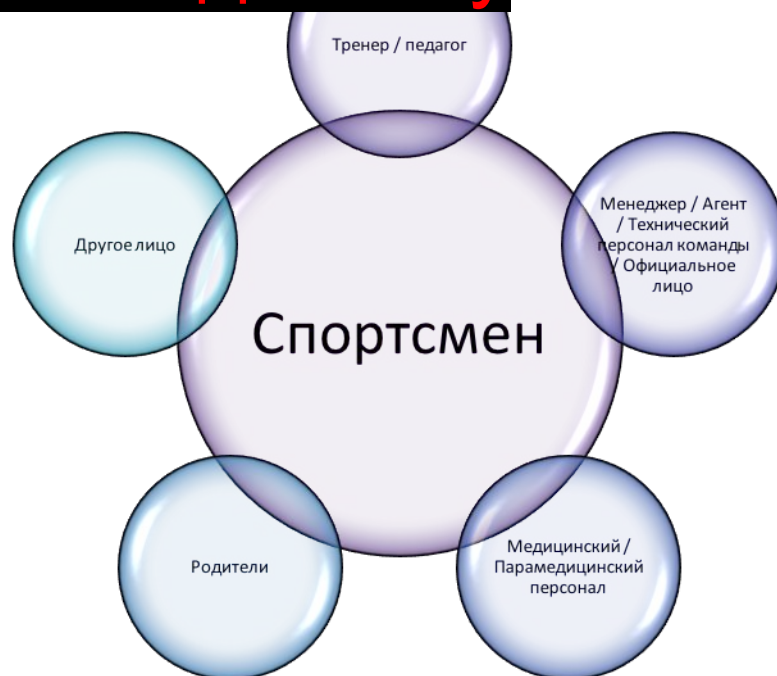 Тренер / педагог
Менеджер / Агент
/ Технический
персонал команды
/ Официальное
лицо
Другое лицо
Спортсмен
Медицинский /
Парамедицинский
персонал
Родители